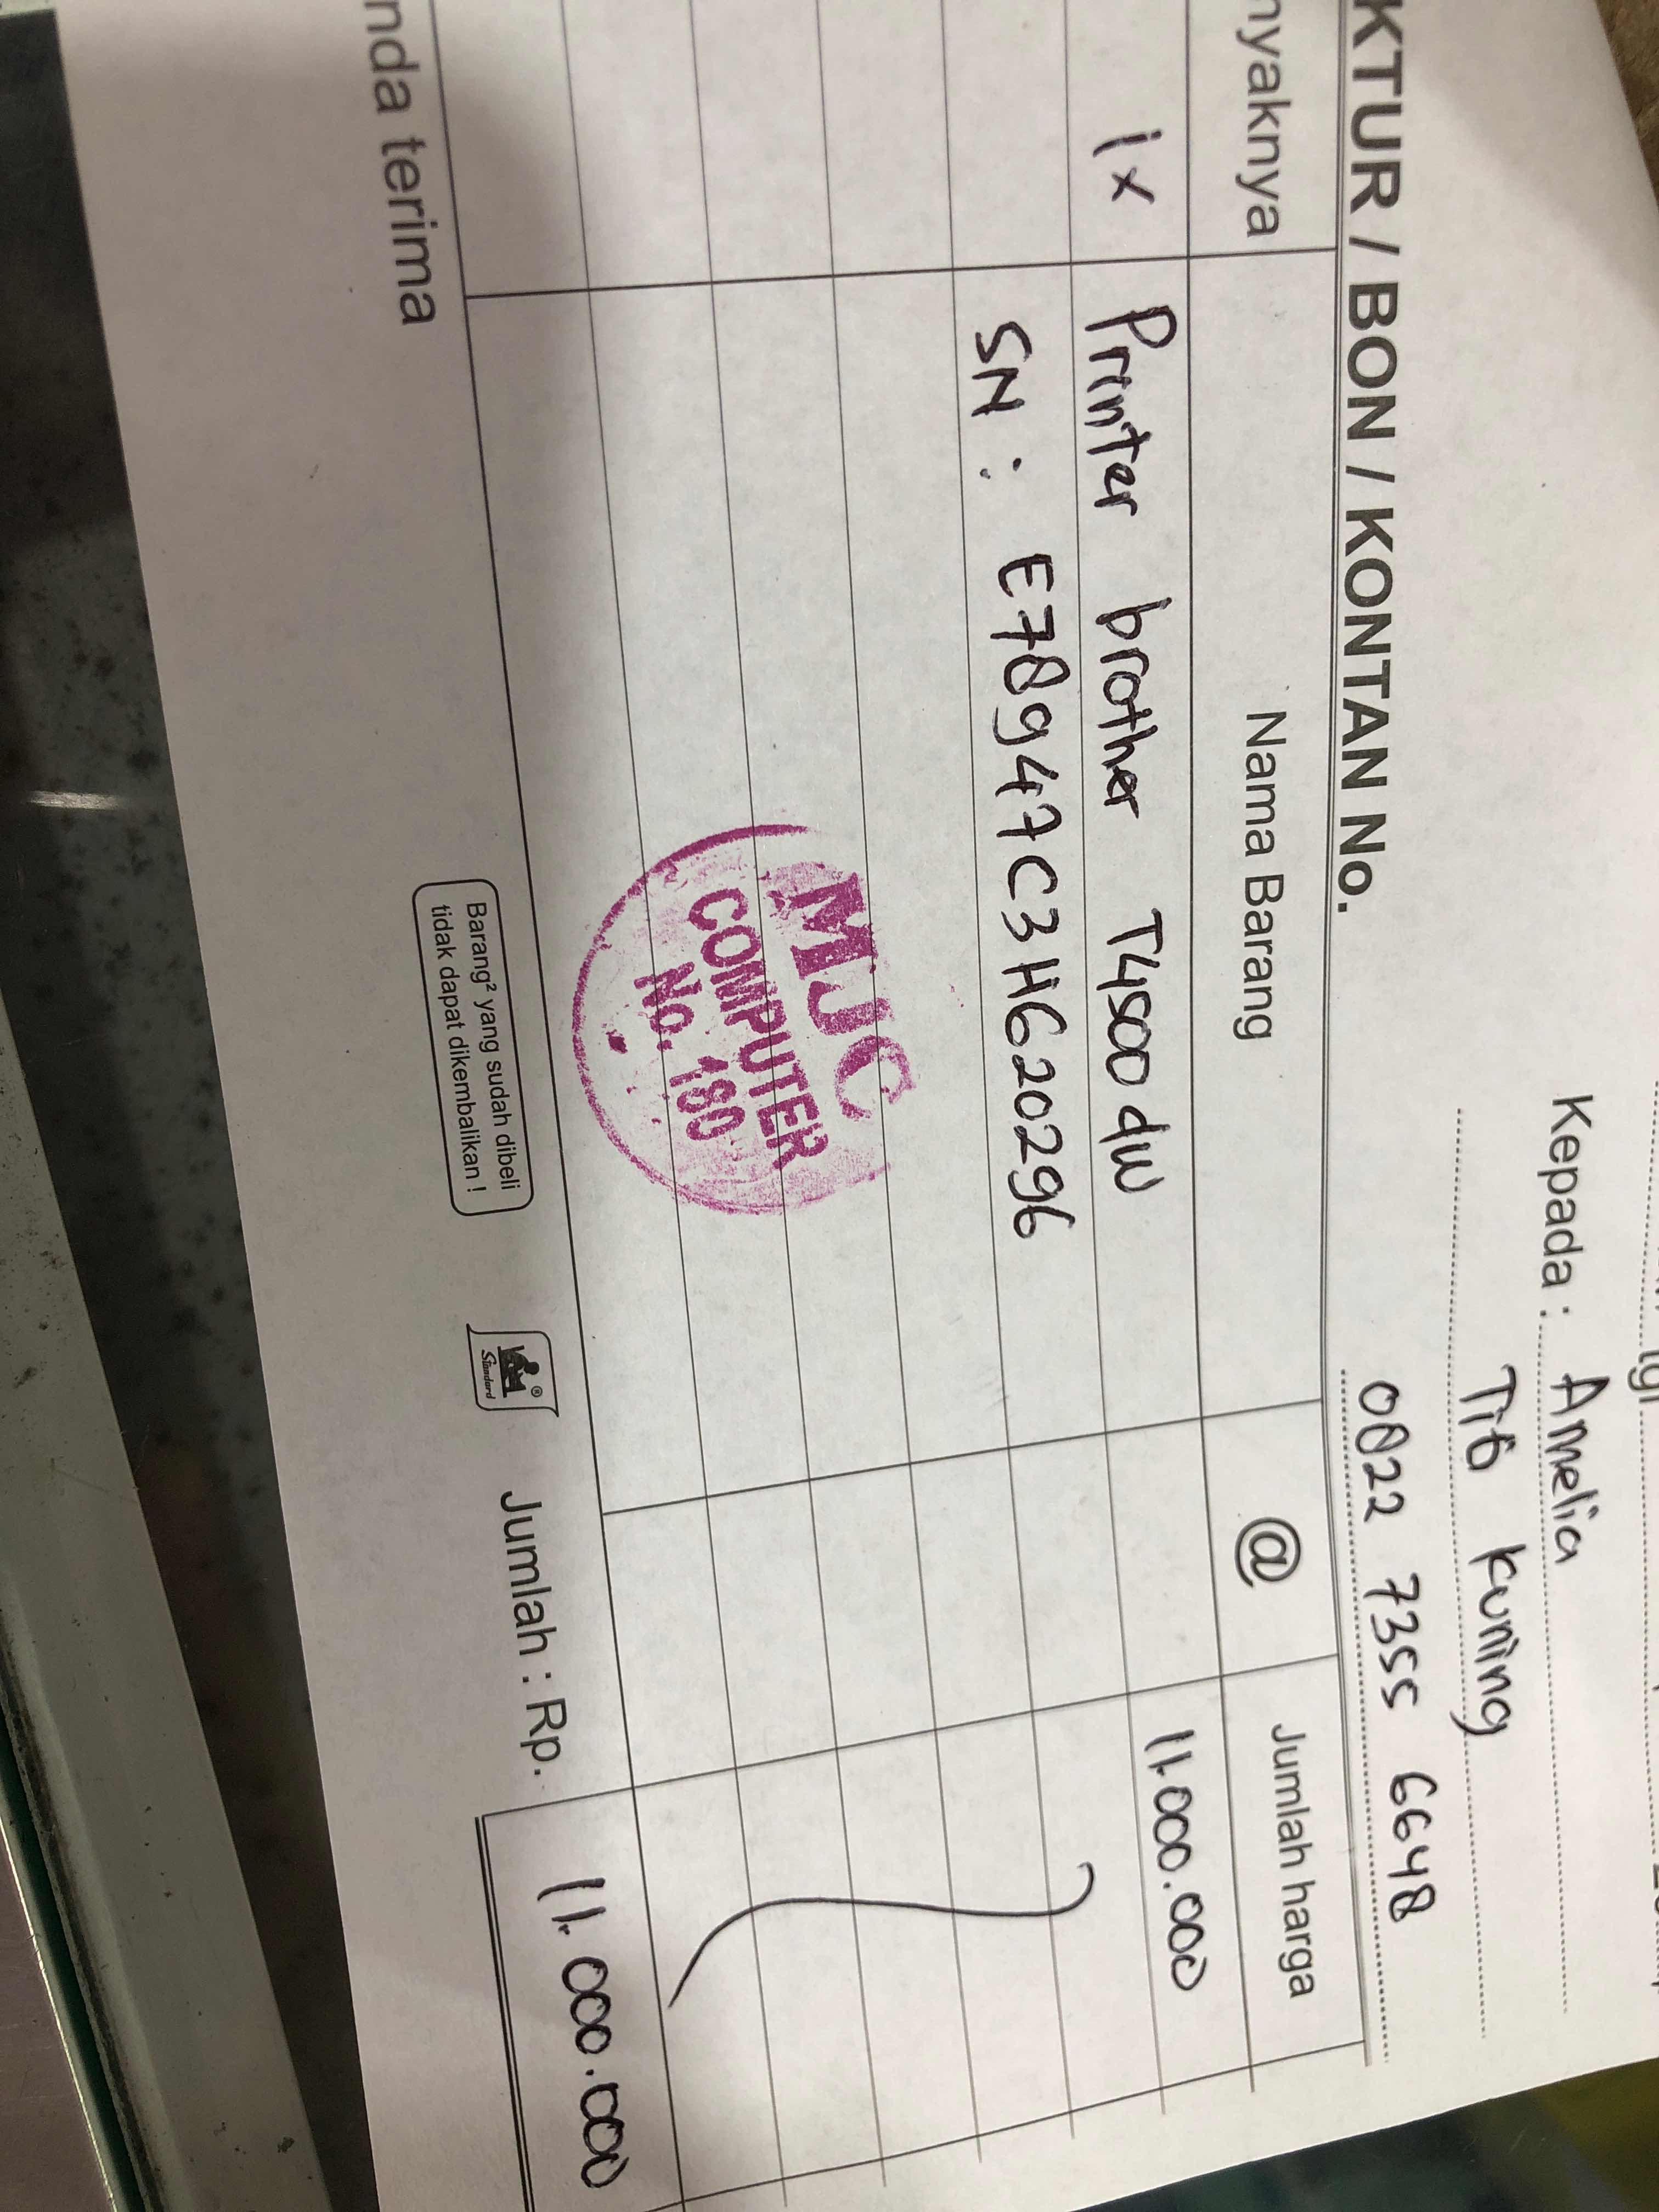 Kepada : Amelia
Titi kuning
0822 7355 6648
KTUR / BON / KONTAN No.
nyaknya Nama Barang @ Jumlah harga
1x Printer brother T4500 dw 11.000.000
SN : E78947C3H620296
MJC
COMPUTER
No. 180
nda terima
Barang² yang sudah dibeli
tidak dapat dikembalikan !
Standard
Jumlah : Rp. 11.000.000